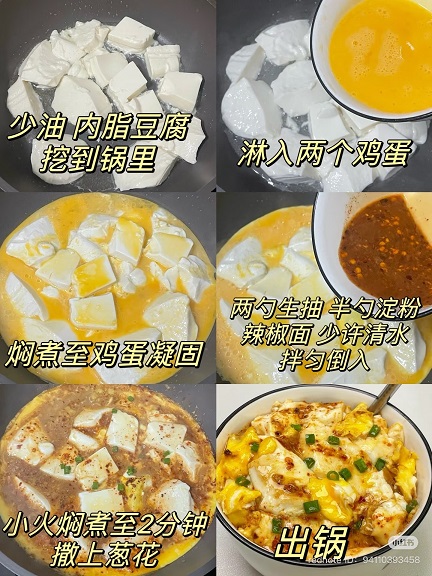 少油 内脂豆腐
挖到锅里
淋入两个鸡蛋
焖煮至鸡蛋凝固
两勺生抽 半勺淀粉
辣椒面 少许清水
拌匀倒入
小火焖煮至2分钟
撒上葱花
出锅
小红书
rednote ID: 94110393458